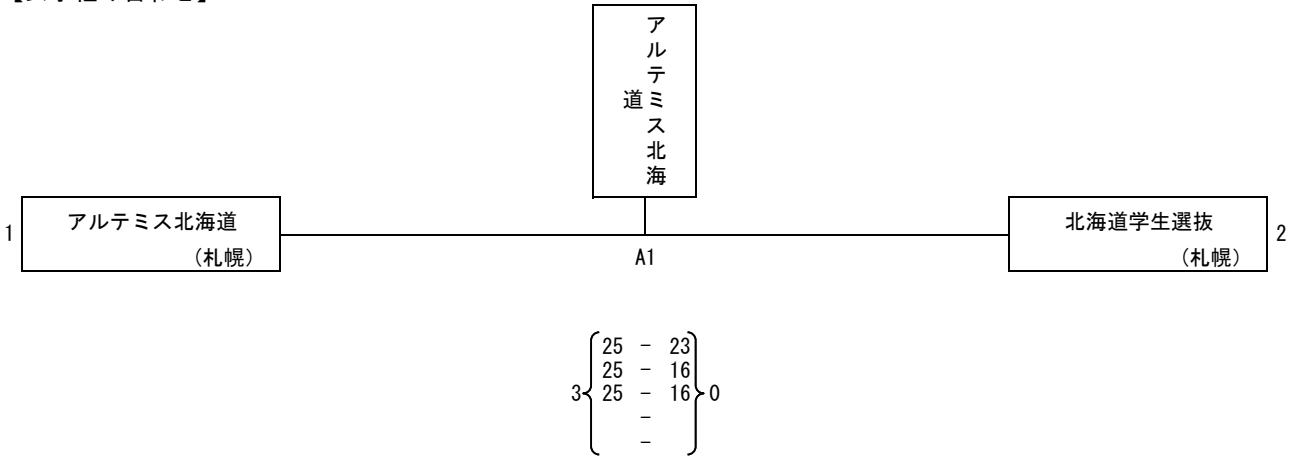 アルテミス北海道
1
アルテミス北海道
(札幌)
A1
北海道学生選抜
(札幌)
2
25 - 23
25 - 16
3 25 - 16 0
-
-